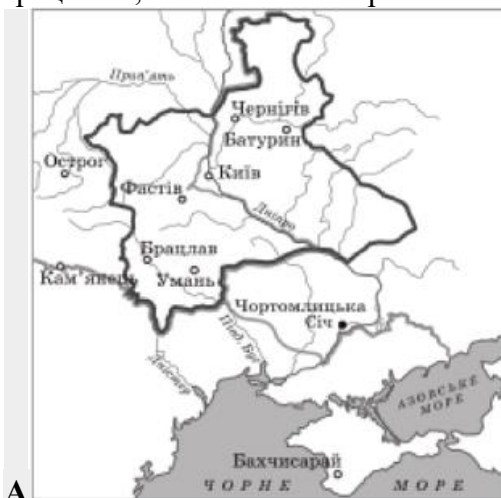 Прип'ять
Чернігів
Батурин
Острог
Київ
Фастів
Дніпро
Брацлав
Кам'янець
Умань
Чортомлицька
Січ
Півд. Буг
Дністер
АЗОВСЬКЕ
МОРЕ
Бахчисарай
А
ЧОРНЕ МОРЕ